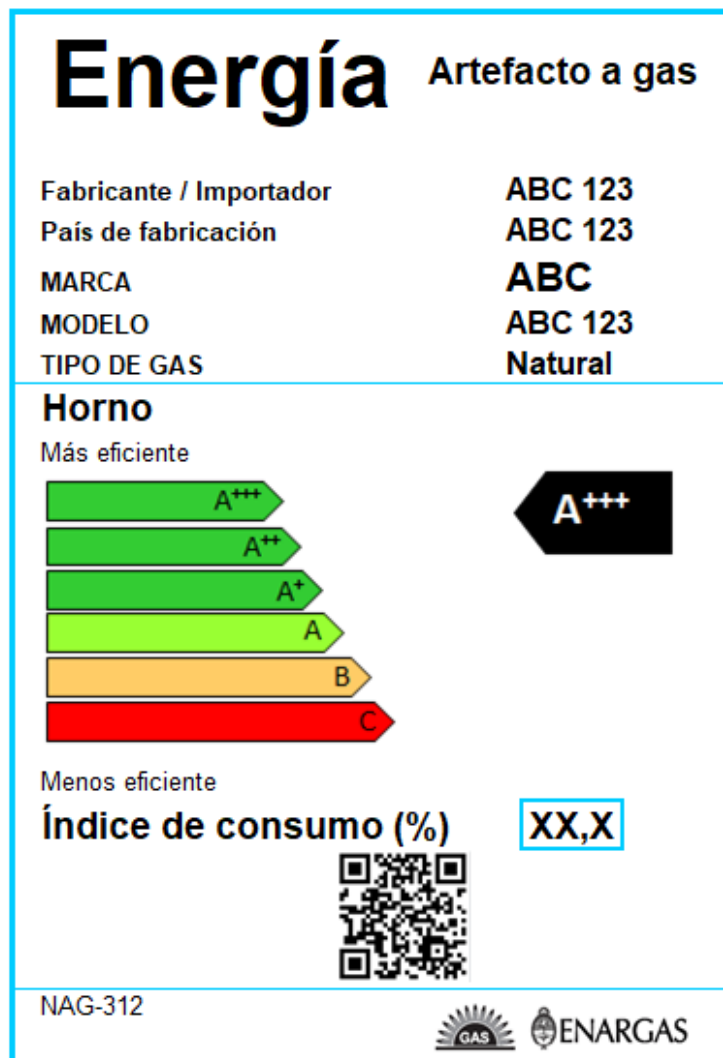 Energía Artefacto a gas
Fabricante / Importador ABC 123
País de fabricación ABC 123
MARCA ABC
MODELO ABC 123
TIPO DE GAS Natural
Horno
Más eficiente
A+++ A+++
A++
A+
A
B
C
Menos eficiente
Índice de consumo (%) XX,X
NAG-312
GAS ENARGAS